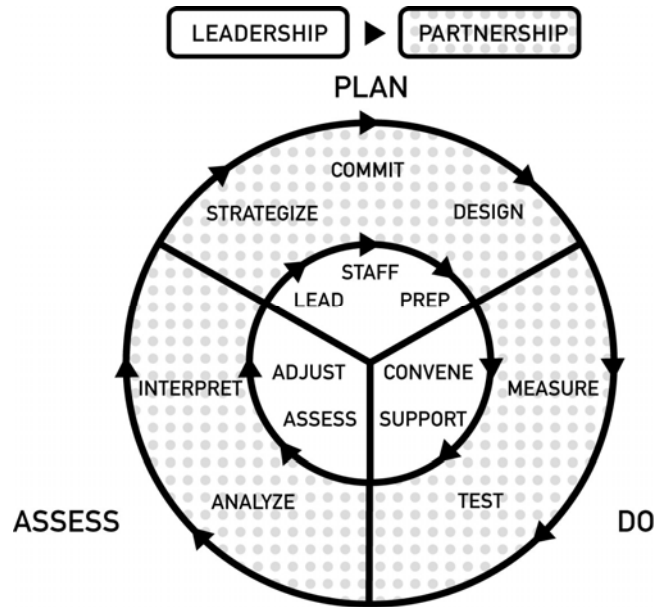 LEADERSHIP PARTNERSHIP
PLAN
COMMIT
STRATEGIZE DESIGN
STAFF
LEAD PREP
ADJUST CONVENE
INTERPRET MEASURE
ASSESS SUPPORT
ANALYZE TEST
ASSESS DO